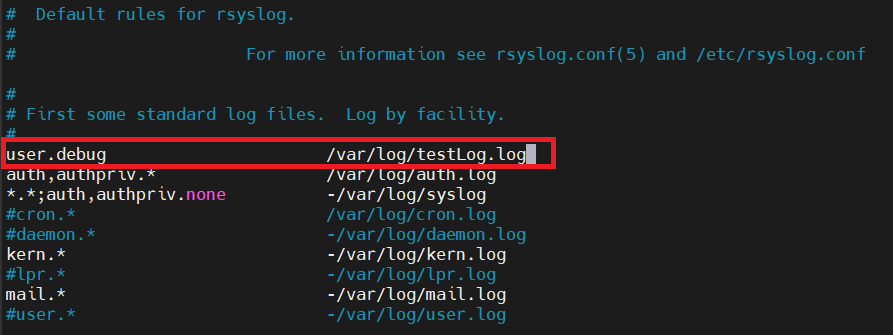 #  Default rules for rsyslog.
#
#                       For more information see rsyslog.conf(5) and /etc/rsyslog.conf
#
# First some standard log files.  Log by facility.
#
user.debug                      /var/log/testLog.log
auth,authpriv.*                 /var/log/auth.log
*.*;auth,authpriv.none          -/var/log/syslog
#cron.*                         /var/log/cron.log
#daemon.*                       -/var/log/daemon.log
kern.*                          -/var/log/kern.log
#lpr.*                          -/var/log/lpr.log
mail.*                          -/var/log/mail.log
#user.*                         -/var/log/user.log